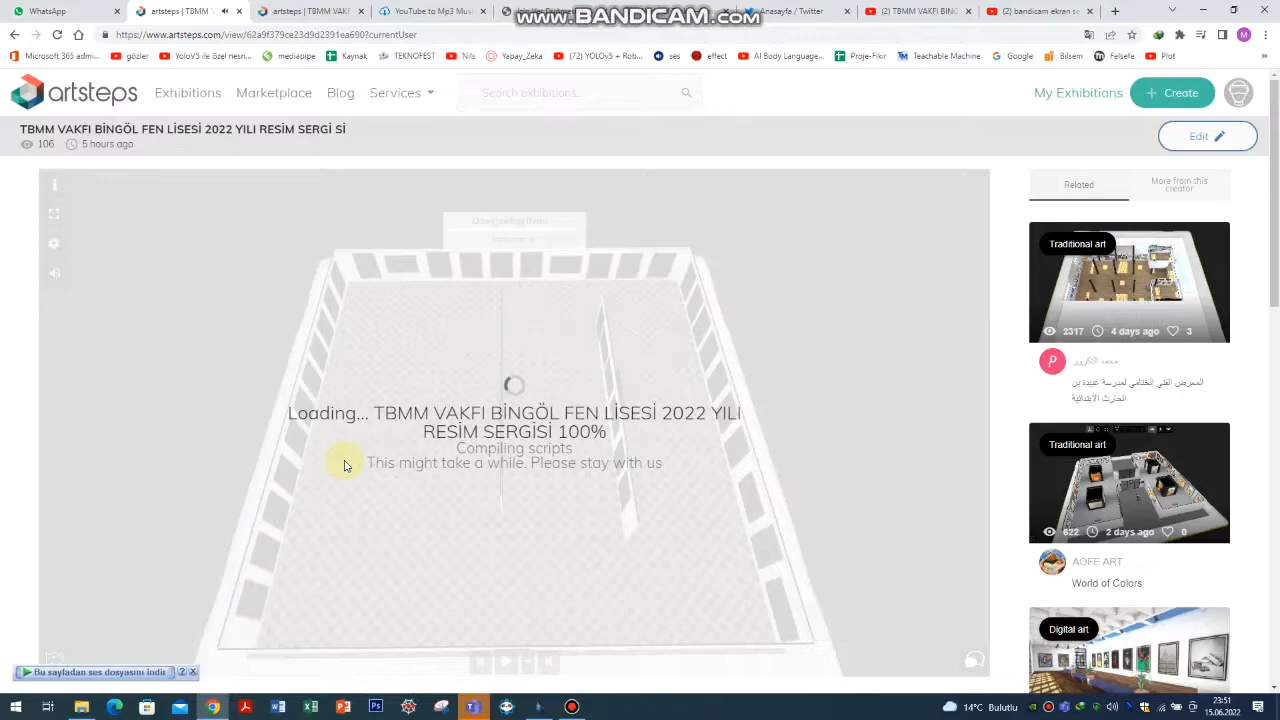 WhatsApp
artsteps | TBMM V
artsteps | TBMM VAKF
YouTube to Mp3 Mus
www.BANDICAM.com
Anasayfa / Twitter
(2) TBMM VAKFI BİNG
(2) bandicam ekran se
https://www.artsteps.com/view/62a9f379ce23d9d2391ea690?currentUser
Microsoft 365 admi...
gözler
YoloV5 ile özel nesn...
mediapipe
Kaynak
TEKNOFEST
Nils
Yapay_Zeka
(72) YOLOv5 + Rob...
ses
effect
AI Body Language...
Proje-Fikir
Teachable Machine
Google
Bilsem
Felsefe
Plot
artsteps
Exhibitions
Marketplace
Blog
Services
Search exhibitions...
My Exhibitions
+ Create
TBMM VAKFI BİNGÖL FEN LİSESİ 2022 YILI RESİM SERGİ Sİ
106
5 hours ago
Edit
Related
More from this
creator
Downloading items
Loading... TBMM VAKFI BİNGÖL FEN LİSESİ 2022 YILI
RESİM SERGİSİ 100%
Compiling scripts
This might take a while. Please stay with us
Traditional art
2317
4 days ago
3
محمد التكرور
المعرض الفني الختامي لمدرسة عبيدة بن
الحارث الابتدائية
Traditional art
622
2 days ago
0
AOFE ART
World of Colors
Digital art
Bu sayfadan ses dosyasını indir
? X
14°C Bulutlu
23:51
15.06.2022